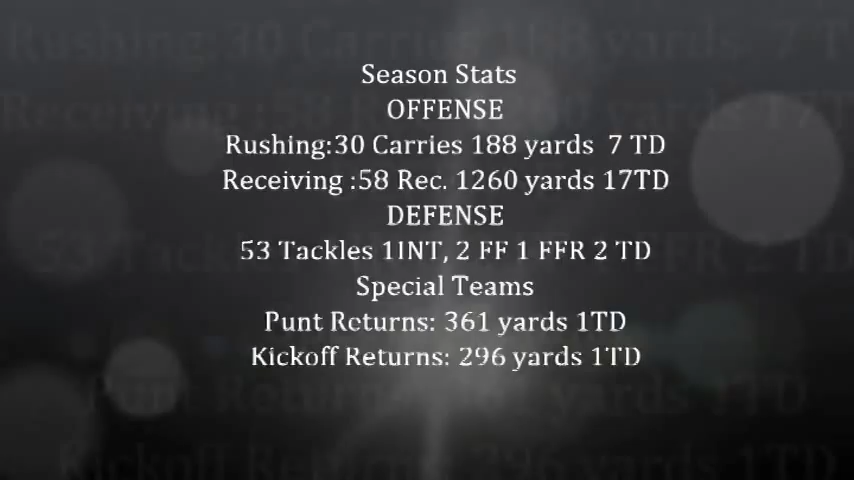 Season Stats
OFFENSE
Rushing:30 Carries 188 yards 7 TD
Receiving :58 Rec. 1260 yards 17TD
DEFENSE
53 Tackles 1INT, 2 FF 1 FFR 2 TD
Special Teams
Punt Returns: 361 yards 1TD
Kickoff Returns: 296 yards 1TD